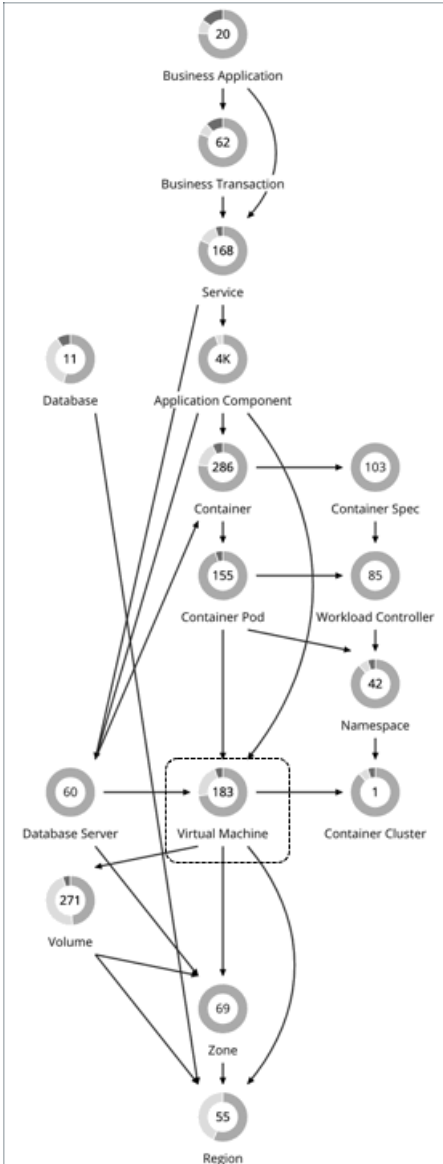 20
Business Application
62
Business Transaction
168
Service
11
Database
4K
Application Component
286
Container
103
Container Spec
155
Container Pod
85
Workload Controller
42
Namespace
60
Database Server
183
Virtual Machine
1
Container Cluster
271
Volume
69
Zone
55
Region